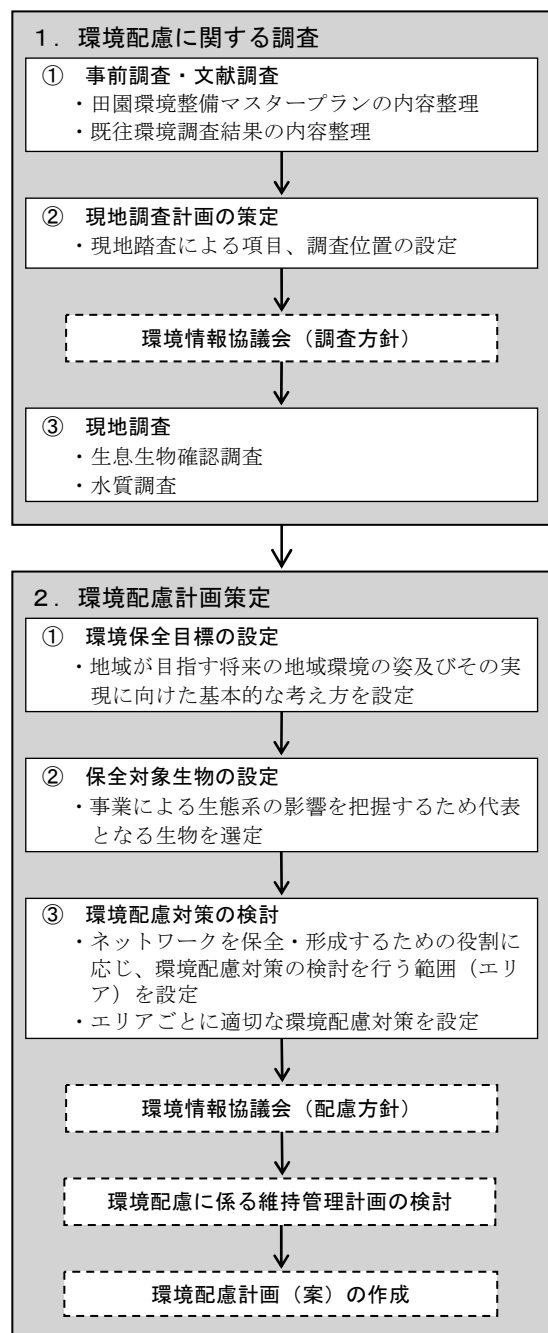 １．環境配慮に関する調査
① 事前調査・文献調査
・田園環境整備マスタープランの内容整理
・既往環境調査結果の内容整理
② 現地調査計画の策定
・現地踏査による項目、調査位置の設定
環境情報協議会（調査方針）
③ 現地調査
・生息生物確認調査
・水質調査
２．環境配慮計画策定
① 環境保全目標の設定
・地域が目指す将来の地域環境の姿及びその実
現に向けた基本的な考え方を設定
② 保全対象生物の設定
・事業による生態系の影響を把握するため代表
となる生物を選定
③ 環境配慮対策の検討
・ネットワークを保全・形成するための役割に
応じ、環境配慮対策の検討を行う範囲（エリ
ア）を設定
・エリアごとに適切な環境配慮対策を設定
環境情報協議会（配慮方針）
環境配慮に係る維持管理計画の検討
環境配慮計画（案）の作成